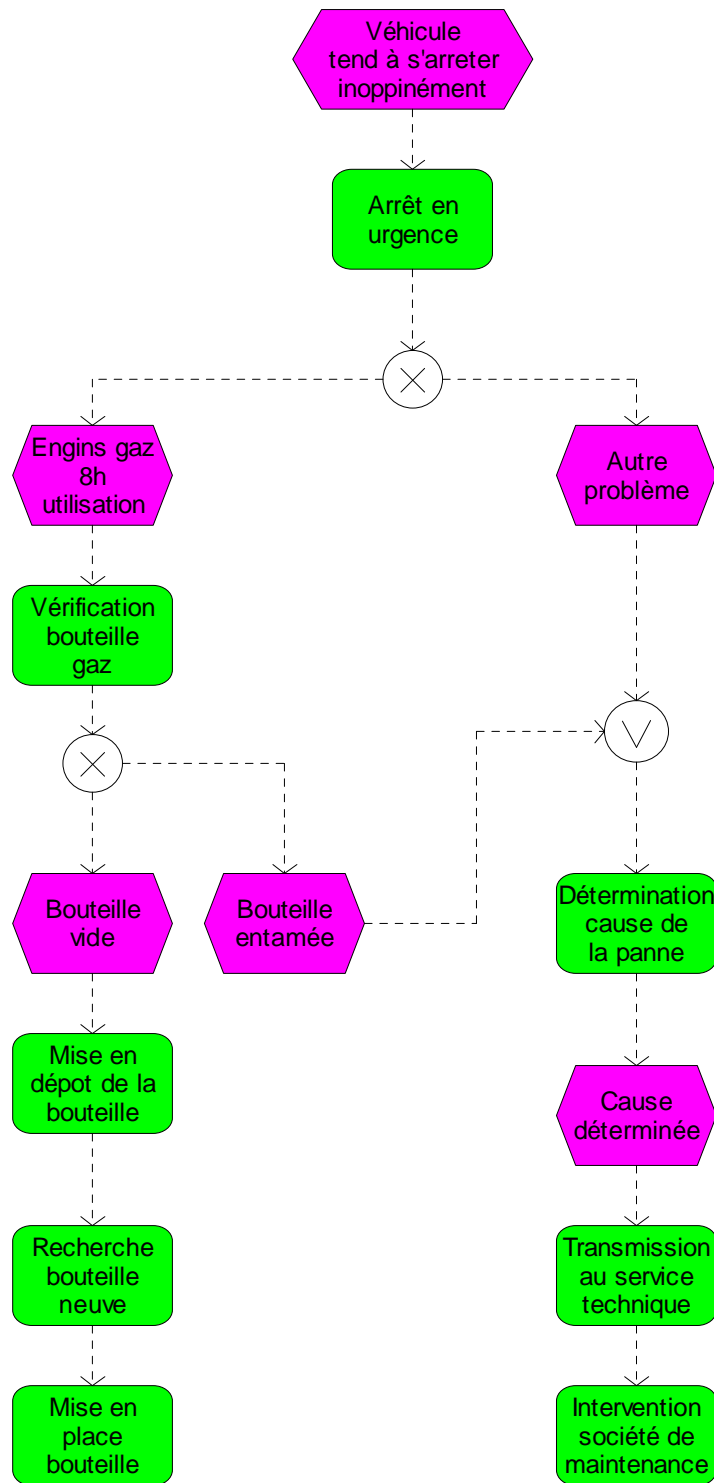 Véhicule
tend à s'arreter
inoppinément
Arrêt en
urgence
Engins gaz
8h
utilisation
Autre
problème
Vérification
bouteille
gaz
Bouteille
vide
Bouteille
entamée
Détermination
cause de
la panne
Mise en
dépot de la
bouteille
Cause
déterminée
Recherche
bouteille
neuve
Transmission
au service
technique
Mise en
place
bouteille
Intervention
société de
maintenance